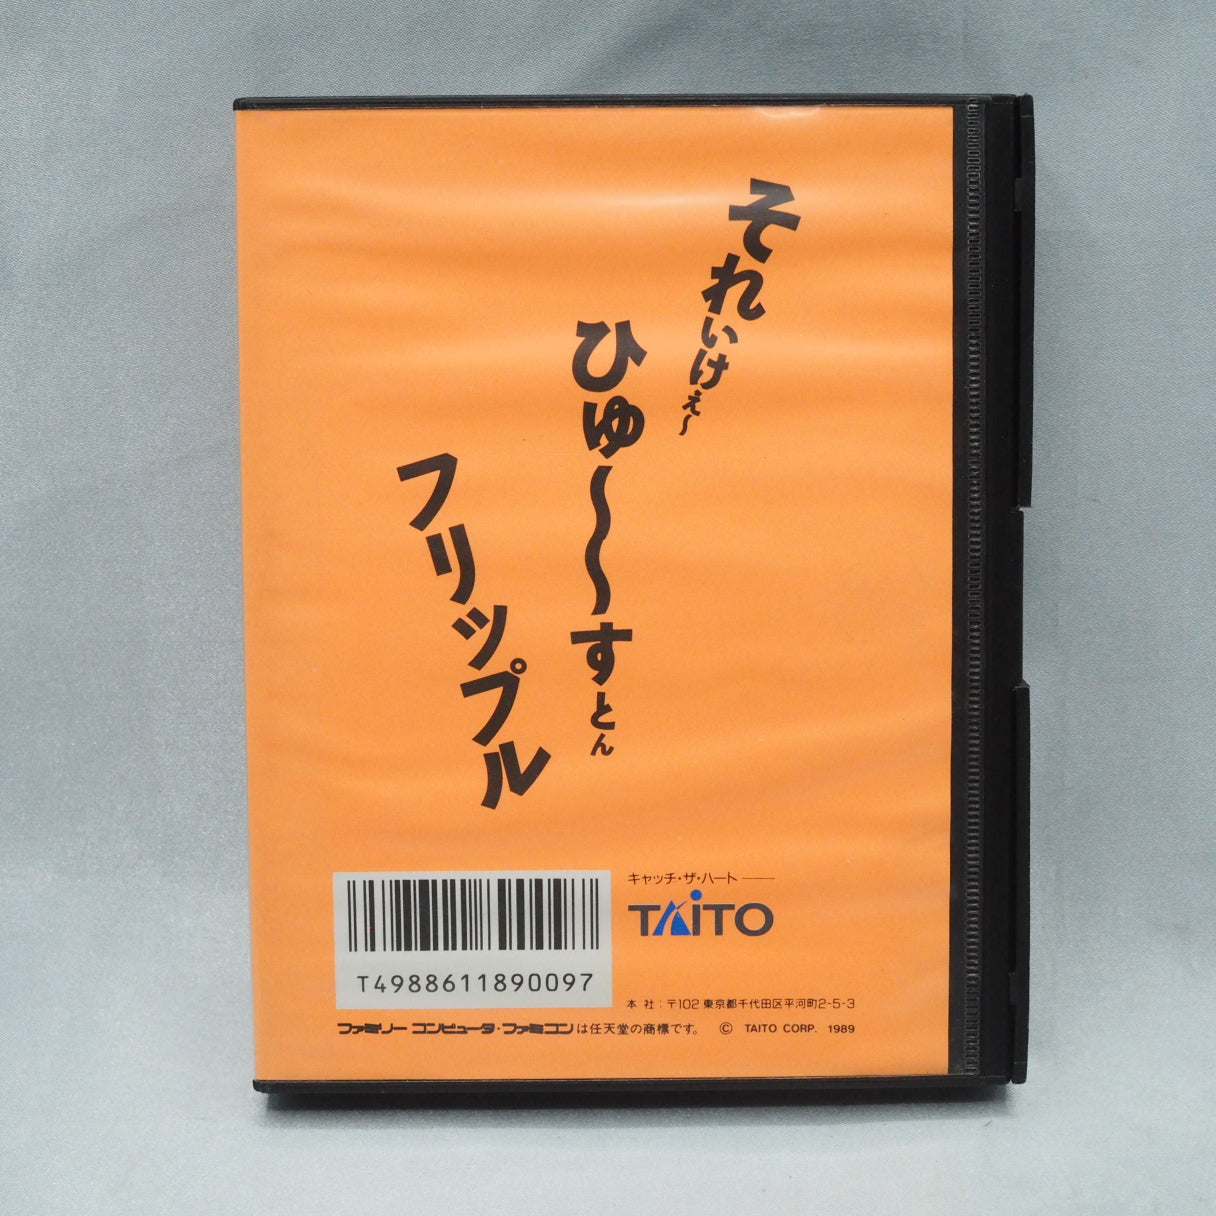 それいけぇ〜
ひゅ〜〜すとん
フリップル
キャッチ・ザ・ハート
TAITO
T4988611890097
本 社：〒102 東京都千代田区平河町2-5-3
ファミリー コンピュータ・ファミコンは任天堂の商標です。 © TAITO CORP. 1989